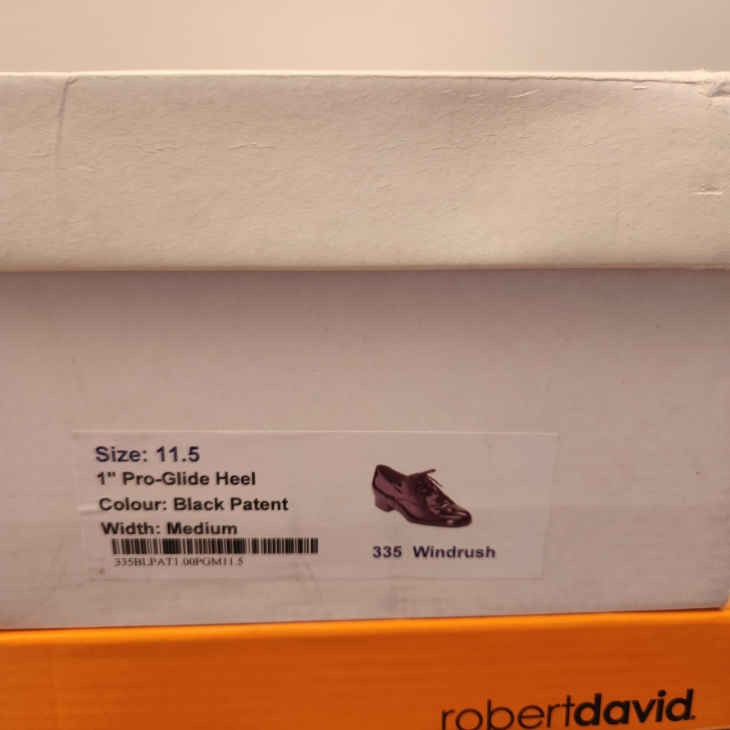 Size: 11.5
1" Pro-Glide Heel
Colour: Black Patent
Width: Medium
335BLPAT1.00PGM11.5
335 Windrush
robertdavid